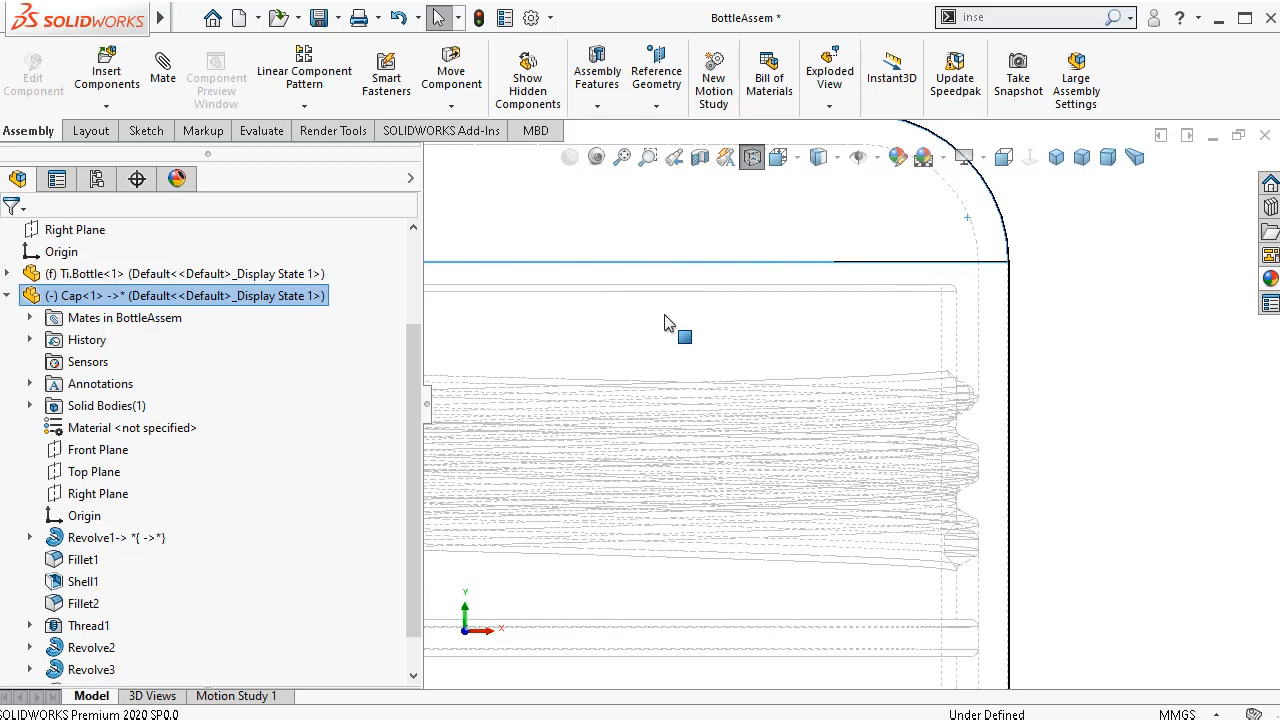 SOLIDWORKS
BottleAssem *
inse
Edit Component
Insert Components
Mate
Component Preview Window
Linear Component Pattern
Smart Fasteners
Move Component
Show Hidden Components
Assembly Features
Reference Geometry
New Motion Study
Bill of Materials
Exploded View
Instant3D
Update Speedpak
Take Snapshot
Large Assembly Settings
Assembly
Layout
Sketch
Evaluate
Render Tools
SOLIDWORKS Add-Ins
MBD
Right Plane
Origin
(f) Ti.Bottle<1> (Default<<Default>_Display State 1>)
(-) Cap<1> ->* (Default<<Default>_Display State 1>)
Mates in BottleAssem
History
Sensors
Annotations
Solid Bodies(1)
Material <not specified>
Front Plane
Top Plane
Right Plane
Origin
Revolve1 -> *{ ->*}
Fillet1
Shell1
Fillet2
Thread1
Revolve2
Revolve3
Y
X
Model
3D Views
Motion Study 1
SOLIDWORKS Premium 2020 SP0.0
Under Defined
MMGS